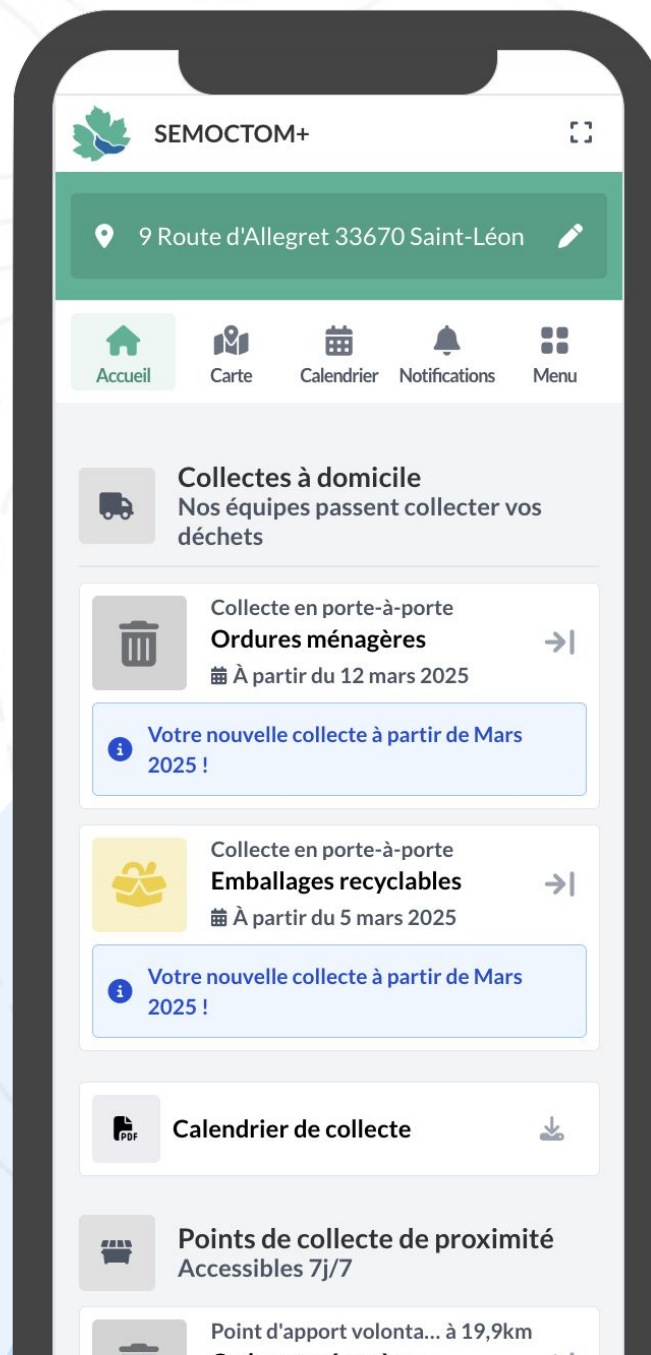 SEMOCTOM+
9 Route d'Allegret 33670 Saint-Léon
Accueil
Carte
Calendrier
Notifications
Menu
Collectes à domicile
Nos équipes passent collecter vos
déchets
Collecte en porte-à-porte
Ordures ménagères
À partir du 12 mars 2025
Votre nouvelle collecte à partir de Mars
2025 !
Collecte en porte-à-porte
Emballages recyclables
À partir du 5 mars 2025
Votre nouvelle collecte à partir de Mars
2025 !
PDF
Calendrier de collecte
Points de collecte de proximité
Accessibles 7j/7
Point d'apport volonta... à 19,9km